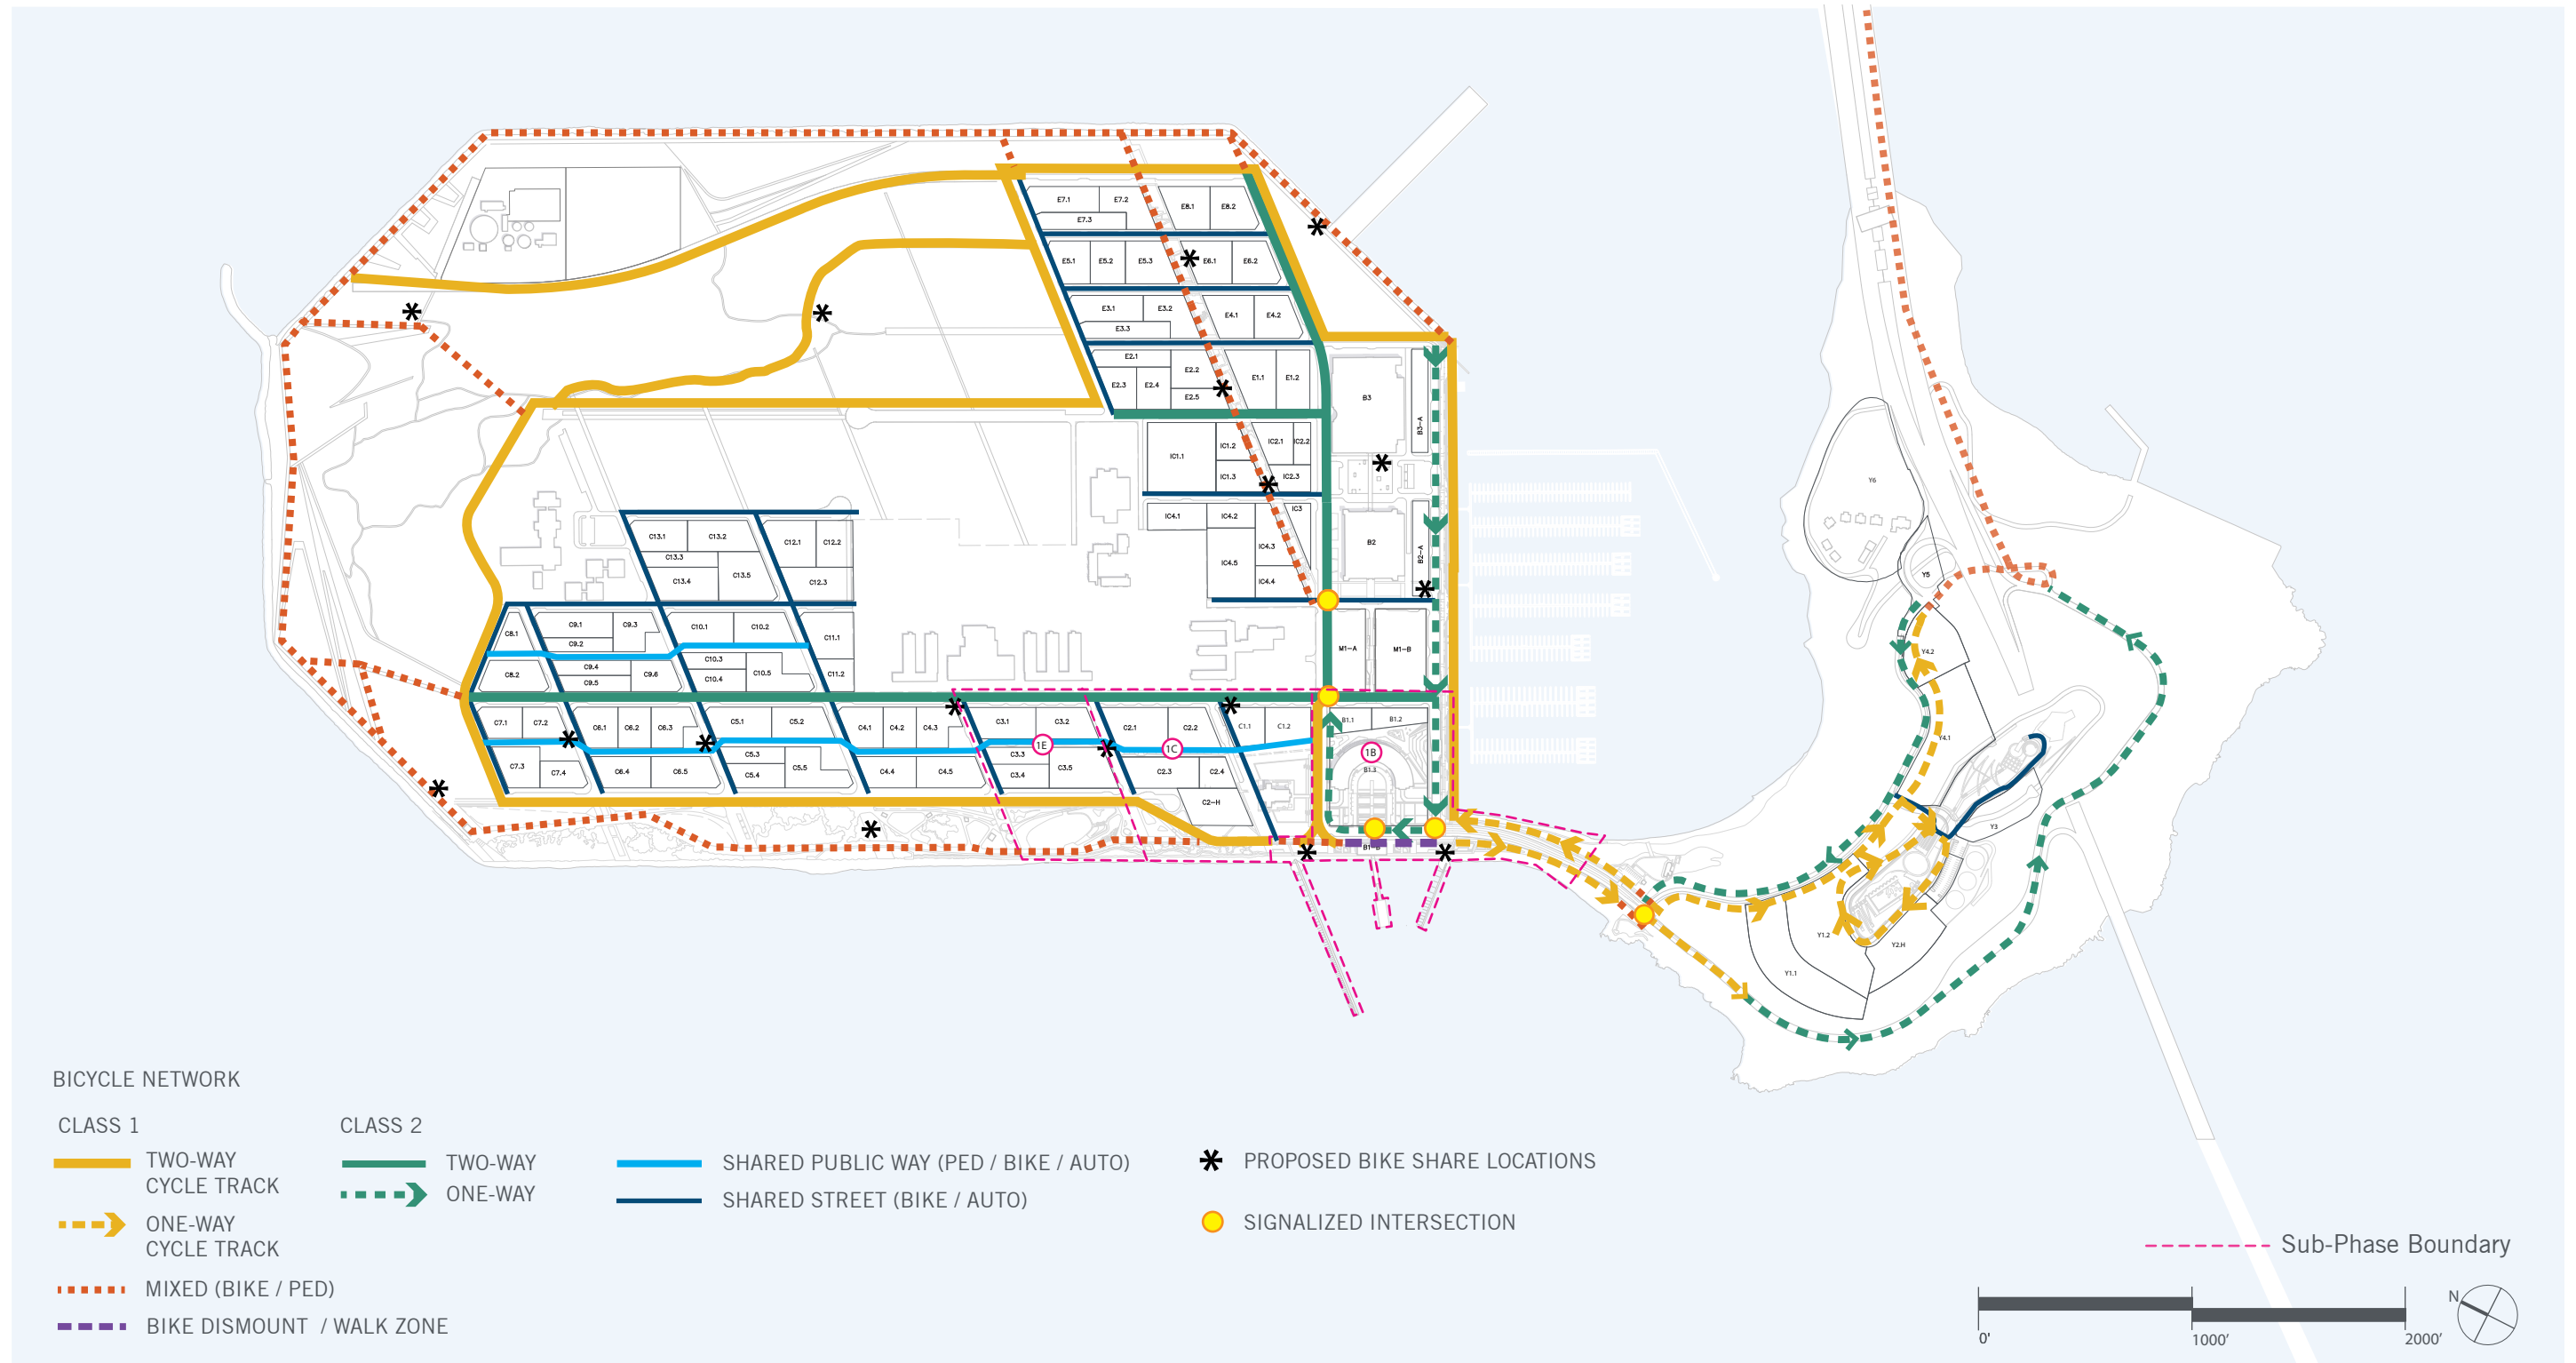 E7.1
E7.2
E7.3
E8.1
E8.2
E5.1
E5.2
E5.3
E6.1
E6.2
E3.1
E3.2
E3.3
E4.1
E4.2
E2.1
E2.2
E2.3
E2.4
E2.5
E1.1
E1.2
B3
B3-A
IC1.1
IC1.2
IC1.3
IC2.1
IC2.2
IC2.3
IC4.1
IC4.2
IC3
IC4.3
IC4.5
IC4.4
B2
B2-A
C13.1
C13.2
C13.3
C13.4
C13.5
C12.1
C12.2
C12.3
C8.1
C8.2
C9.1
C9.2
C9.3
C9.4
C9.5
C9.6
C10.1
C10.2
C10.3
C10.4
C10.5
C11.1
C11.2
M1-A
M1-B
C7.1
C7.2
C7.3
C7.4
C6.1
C6.2
C6.3
C6.4
C6.5
C5.1
C5.2
C5.3
C5.4
C5.5
C4.1
C4.2
C4.3
C4.4
C4.5
C3.1
C3.2
C3.3
C3.4
C3.5
1E
C2.1
C2.2
C2.3
C2.4
C2-H
1C
C1.1
C1.2
B1.1
B1.2
1B
B1.3
B1-B
Y6
Y5
Y4.2
Y4.1
Y3
Y1.2
Y2.H
Y1.1
BICYCLE NETWORK
CLASS 1
TWO-WAY
CYCLE TRACK
ONE-WAY
CYCLE TRACK
MIXED (BIKE / PED)
BIKE DISMOUNT / WALK ZONE
CLASS 2
TWO-WAY
ONE-WAY
SHARED PUBLIC WAY (PED / BIKE / AUTO)
SHARED STREET (BIKE / AUTO)
PROPOSED BIKE SHARE LOCATIONS
SIGNALIZED INTERSECTION
Sub-Phase Boundary
N
0'
1000'
2000'